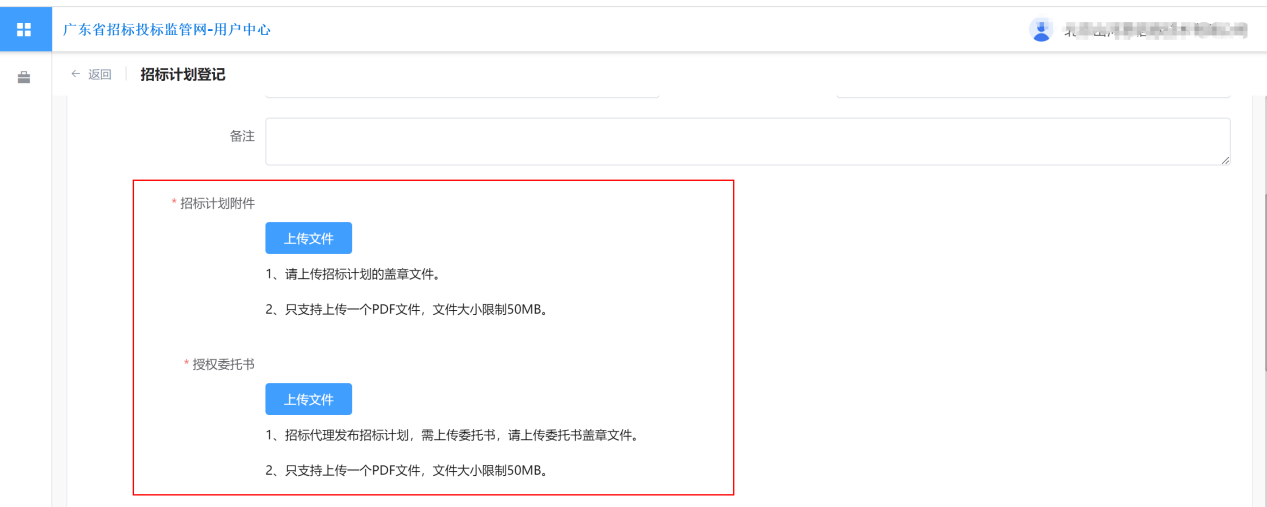 广东省招标投标监管网-用户中心
← 返回 招标计划登记
备注
* 招标计划附件
上传文件
1、请上传招标计划的盖章文件。
2、只支持上传一个PDF文件，文件大小限制50MB。
* 授权委托书
上传文件
1、招标代理发布招标计划，需上传委托书，请上传委托书盖章文件。
2、只支持上传一个PDF文件，文件大小限制50MB。